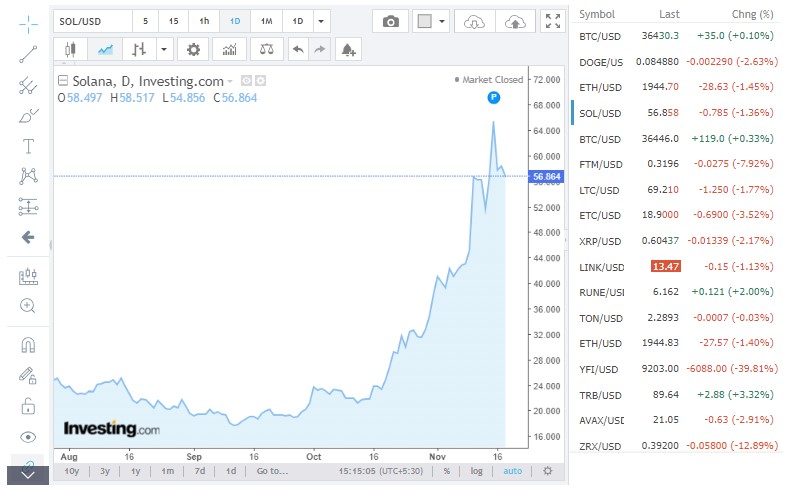 SOL/USD 5 15 1h 1D 1M 1D
Solana, D, Investing.com
Market Closed
O58.497 H58.517 L54.856 C56.864
P
72.000
68.000
64.000
60.000
56.864
52.000
48.000
44.000
40.000
36.000
32.000
28.000
24.000
20.000
16.000
Investing.com
Aug 16 Sep 16 Oct 16 Nov 16
10y 3y 1y 1m 7d 1d Go to... 15:15:05 (UTC+5:30) % log auto
Symbol Last Chng (%)
BTC/USD 36430.3 +35.0 (+0.10%)
DOGE/US 0.084880 -0.002290 (-2.63%)
ETH/USD 1944.70 -28.63 (-1.45%)
SOL/USD 56.858 -0.785 (-1.36%)
BTC/USD 36446.0 +119.0 (+0.33%)
FTM/USD 0.3196 -0.0275 (-7.92%)
LTC/USD 69.210 -1.250 (-1.77%)
ETC/USD 18.9000 -0.6900 (-3.52%)
XRP/USD 0.60437 -0.01339 (-2.17%)
LINK/USD 13.47 -0.15 (-1.13%)
RUNE/US 6.162 +0.121 (+2.00%)
TON/USD 2.2893 -0.0007 (-0.03%)
ETH/USD 1944.83 -27.57 (-1.40%)
YFI/USD 9203.00 -6088.00 (-39.81%)
TRB/USD 89.64 +2.88 (+3.32%)
AVAX/USD 21.05 -0.63 (-2.91%)
ZRX/USD 0.39200 -0.05800 (-12.89%)